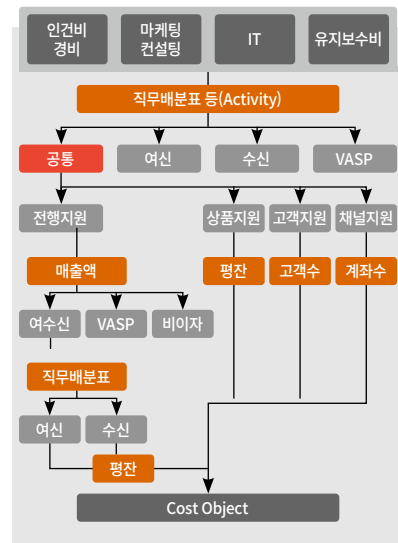 인건비
경비
마케팅
컨설팅
IT
유지보수비
직무배분표 등(Activity)
공통
여신
수신
VASP
전행지원
상품지원
고객지원
채널지원
매출액
평잔
고객수
계좌수
여수신
VASP
비이자
직무배분표
여신
수신
평잔
Cost Object